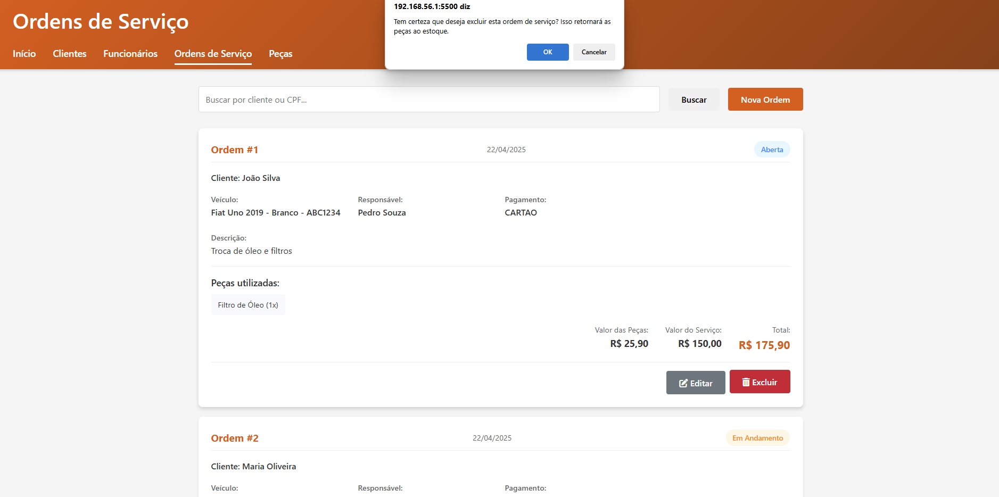 192.168.56.1:5500 diz
Tem certeza que deseja excluir esta ordem de serviço? Isso retornará as
peças ao estoque.
OK Cancelar
Ordens de Serviço
Início Clientes Funcionários Ordens de Serviço Peças
Buscar por cliente ou CPF... Buscar Nova Ordem
Ordem #1 22/04/2025 Aberta
Cliente: João Silva
Veículo: Responsável: Pagamento:
Fiat Uno 2019 - Branco - ABC1234 Pedro Souza CARTAO
Descrição:
Troca de óleo e filtros
Peças utilizadas:
Filtro de Óleo (1x)
Valor das Peças: Valor do Serviço: Total:
R$ 25,90 R$ 150,00 R$ 175,90
Editar Excluir
Ordem #2 22/04/2025 Em Andamento
Cliente: Maria Oliveira
Veículo: Responsável: Pagamento: